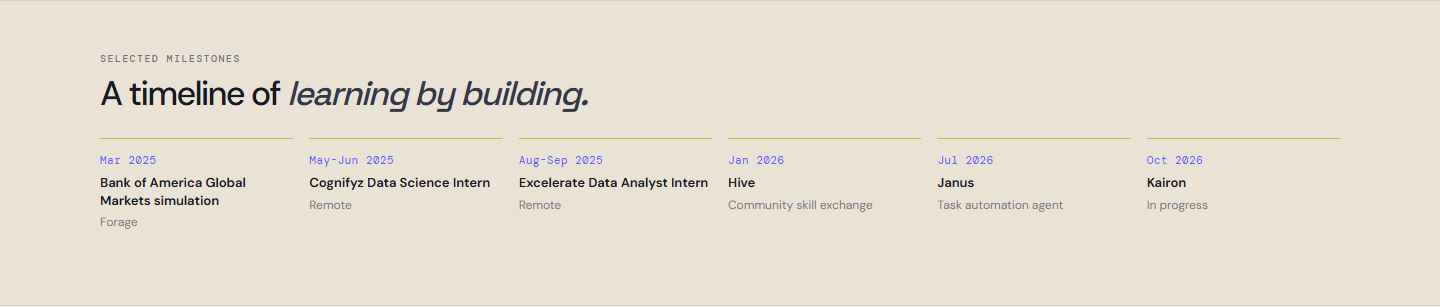 SELECTED MILESTONES
A timeline of learning by building.
Mar 2025
Bank of America Global
Markets simulation
Forage
May-Jun 2025
Cognifyz Data Science Intern
Remote
Aug-Sep 2025
Excelerate Data Analyst Intern
Remote
Jan 2026
Hive
Community skill exchange
Jul 2026
Janus
Task automation agent
Oct 2026
Kairon
In progress